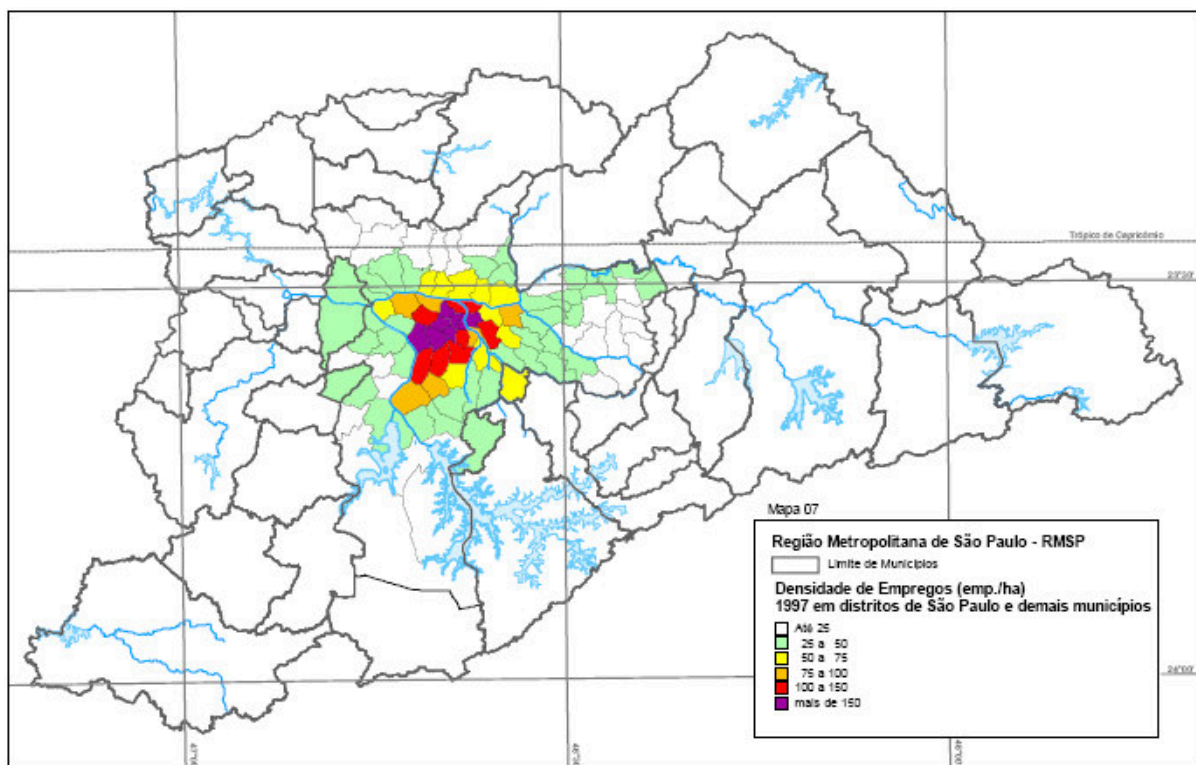 Trópico de Capricórnio
23°30'
Mapa 07
Região Metropolitana de São Paulo - RMSP
Limite de Municípios
Densidade de Empregos (emp./ha)
1997 em distritos de São Paulo e demais municípios
Até 25
25 a 50
50 a 75
75 a 100
100 a 150
mais de 150
24°00'